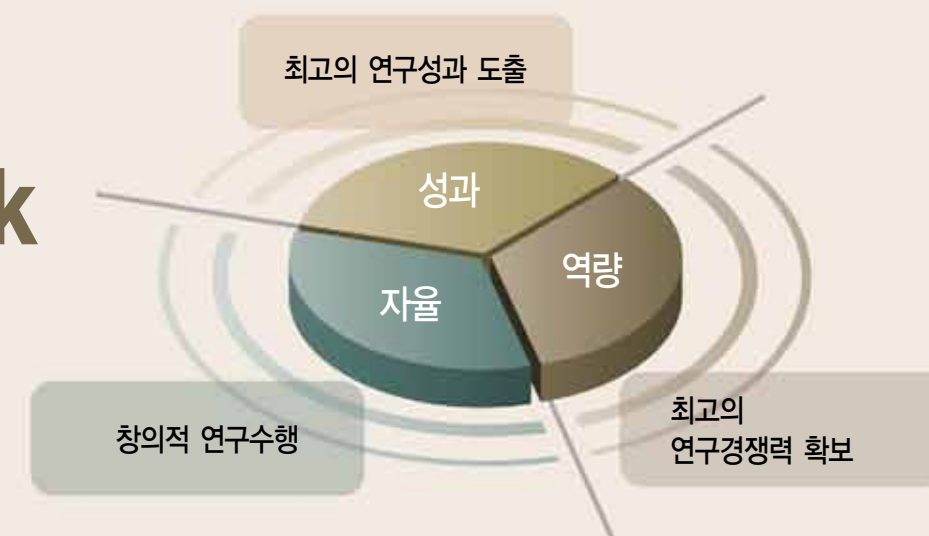 최고의 연구성과 도출
k
성과
역량
자율
창의적 연구수행
최고의
연구경쟁력 확보